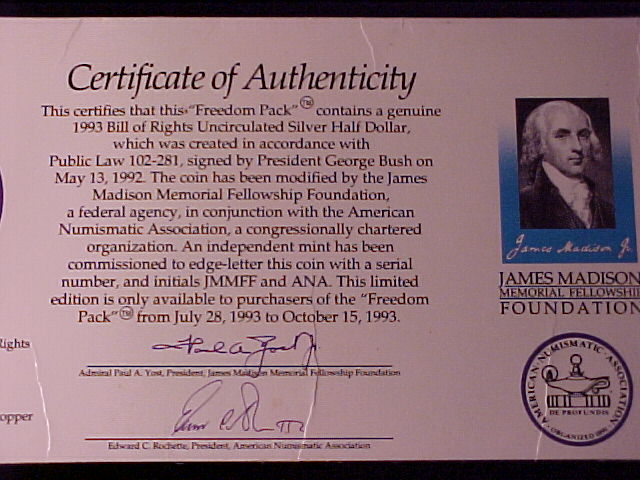 Certificate of Authenticity
This certifies that this "Freedom Pack"™ contains a genuine
1993 Bill of Rights Uncirculated Silver Half Dollar,
which was created in accordance with
Public Law 102-281, signed by President George Bush on
May 13, 1992. The coin has been modified by the James
Madison Memorial Fellowship Foundation,
a federal agency, in conjunction with the American
Numismatic Association, a congressionally chartered
organization. An independent mint has been
commissioned to edge-letter this coin with a serial
number, and initials JMMFF and ANA. This limited
edition is only available to purchasers of the "Freedom
Pack"™ from July 28, 1993 to October 15, 1993.
Admiral Paul A. Yost, President, James Madison Memorial Fellowship Foundation
Edward C. Rochette, President, American Numismatic Association
ights
opper
James Madison Jr.
JAMES MADISON
MEMORIAL FELLOWSHIP
FOUNDATION
AMERICAN NUMISMATIC ASSOCIATION
DE PROFUNDIS
ORGANIZED 1891